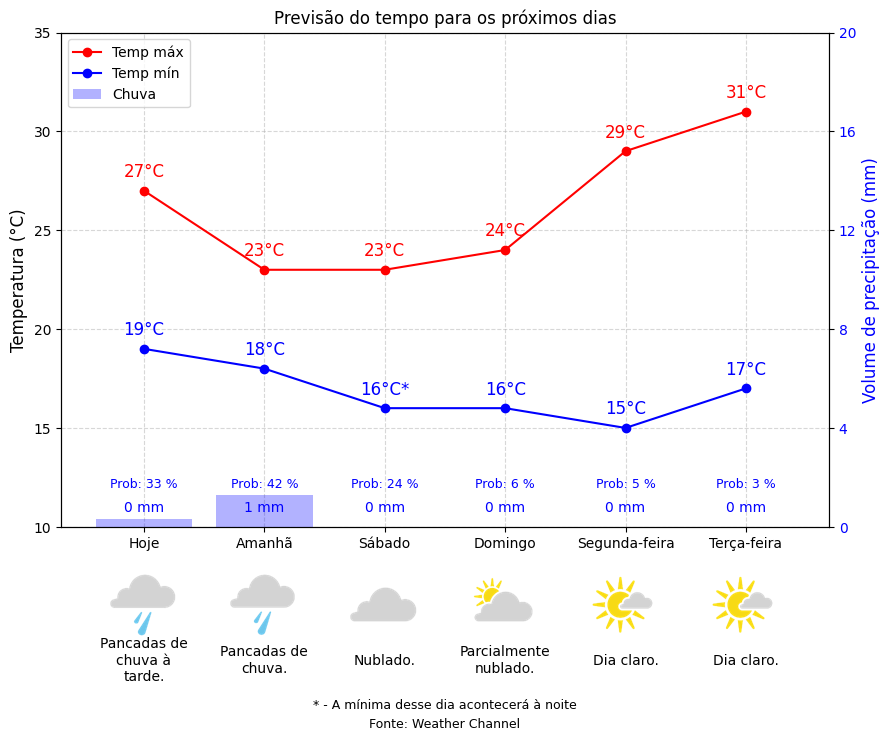 Previsão do tempo para os próximos dias
35
30
25
20
15
10
Temperatura (°C)
20
16
12
8
4
0
Volume de precipitação (mm)
Temp máx
Temp mín
Chuva
27°C
23°C
23°C
24°C
29°C
31°C
19°C
18°C
16°C*
16°C
15°C
17°C
Prob: 33 %
Prob: 42 %
Prob: 24 %
Prob: 6 %
Prob: 5 %
Prob: 3 %
0 mm
1 mm
0 mm
0 mm
0 mm
0 mm
Hoje
Amanhã
Sábado
Domingo
Segunda-feira
Terça-feira
Pancadas de
chuva à
tarde.
Pancadas de
chuva.
Nublado.
Parcialmente
nublado.
Dia claro.
Dia claro.
* - A mínima desse dia acontecerá à noite
Fonte: Weather Channel